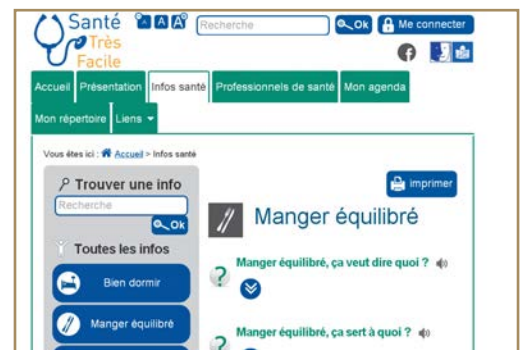 Santé
Très
Facile
A A A
Recherche
Ok
Me connecter
Accueil
Présentation
Infos santé
Professionnels de santé
Mon agenda
Mon répertoire
Liens
Vous êtes ici : Accueil > Infos santé
Trouver une info
Recherche
Ok
Toutes les infos
Bien dormir
Manger équilibré
imprimer
Manger équilibré
Manger équilibré, ça veut dire quoi ?
Manger équilibré, ça sert à quoi ?